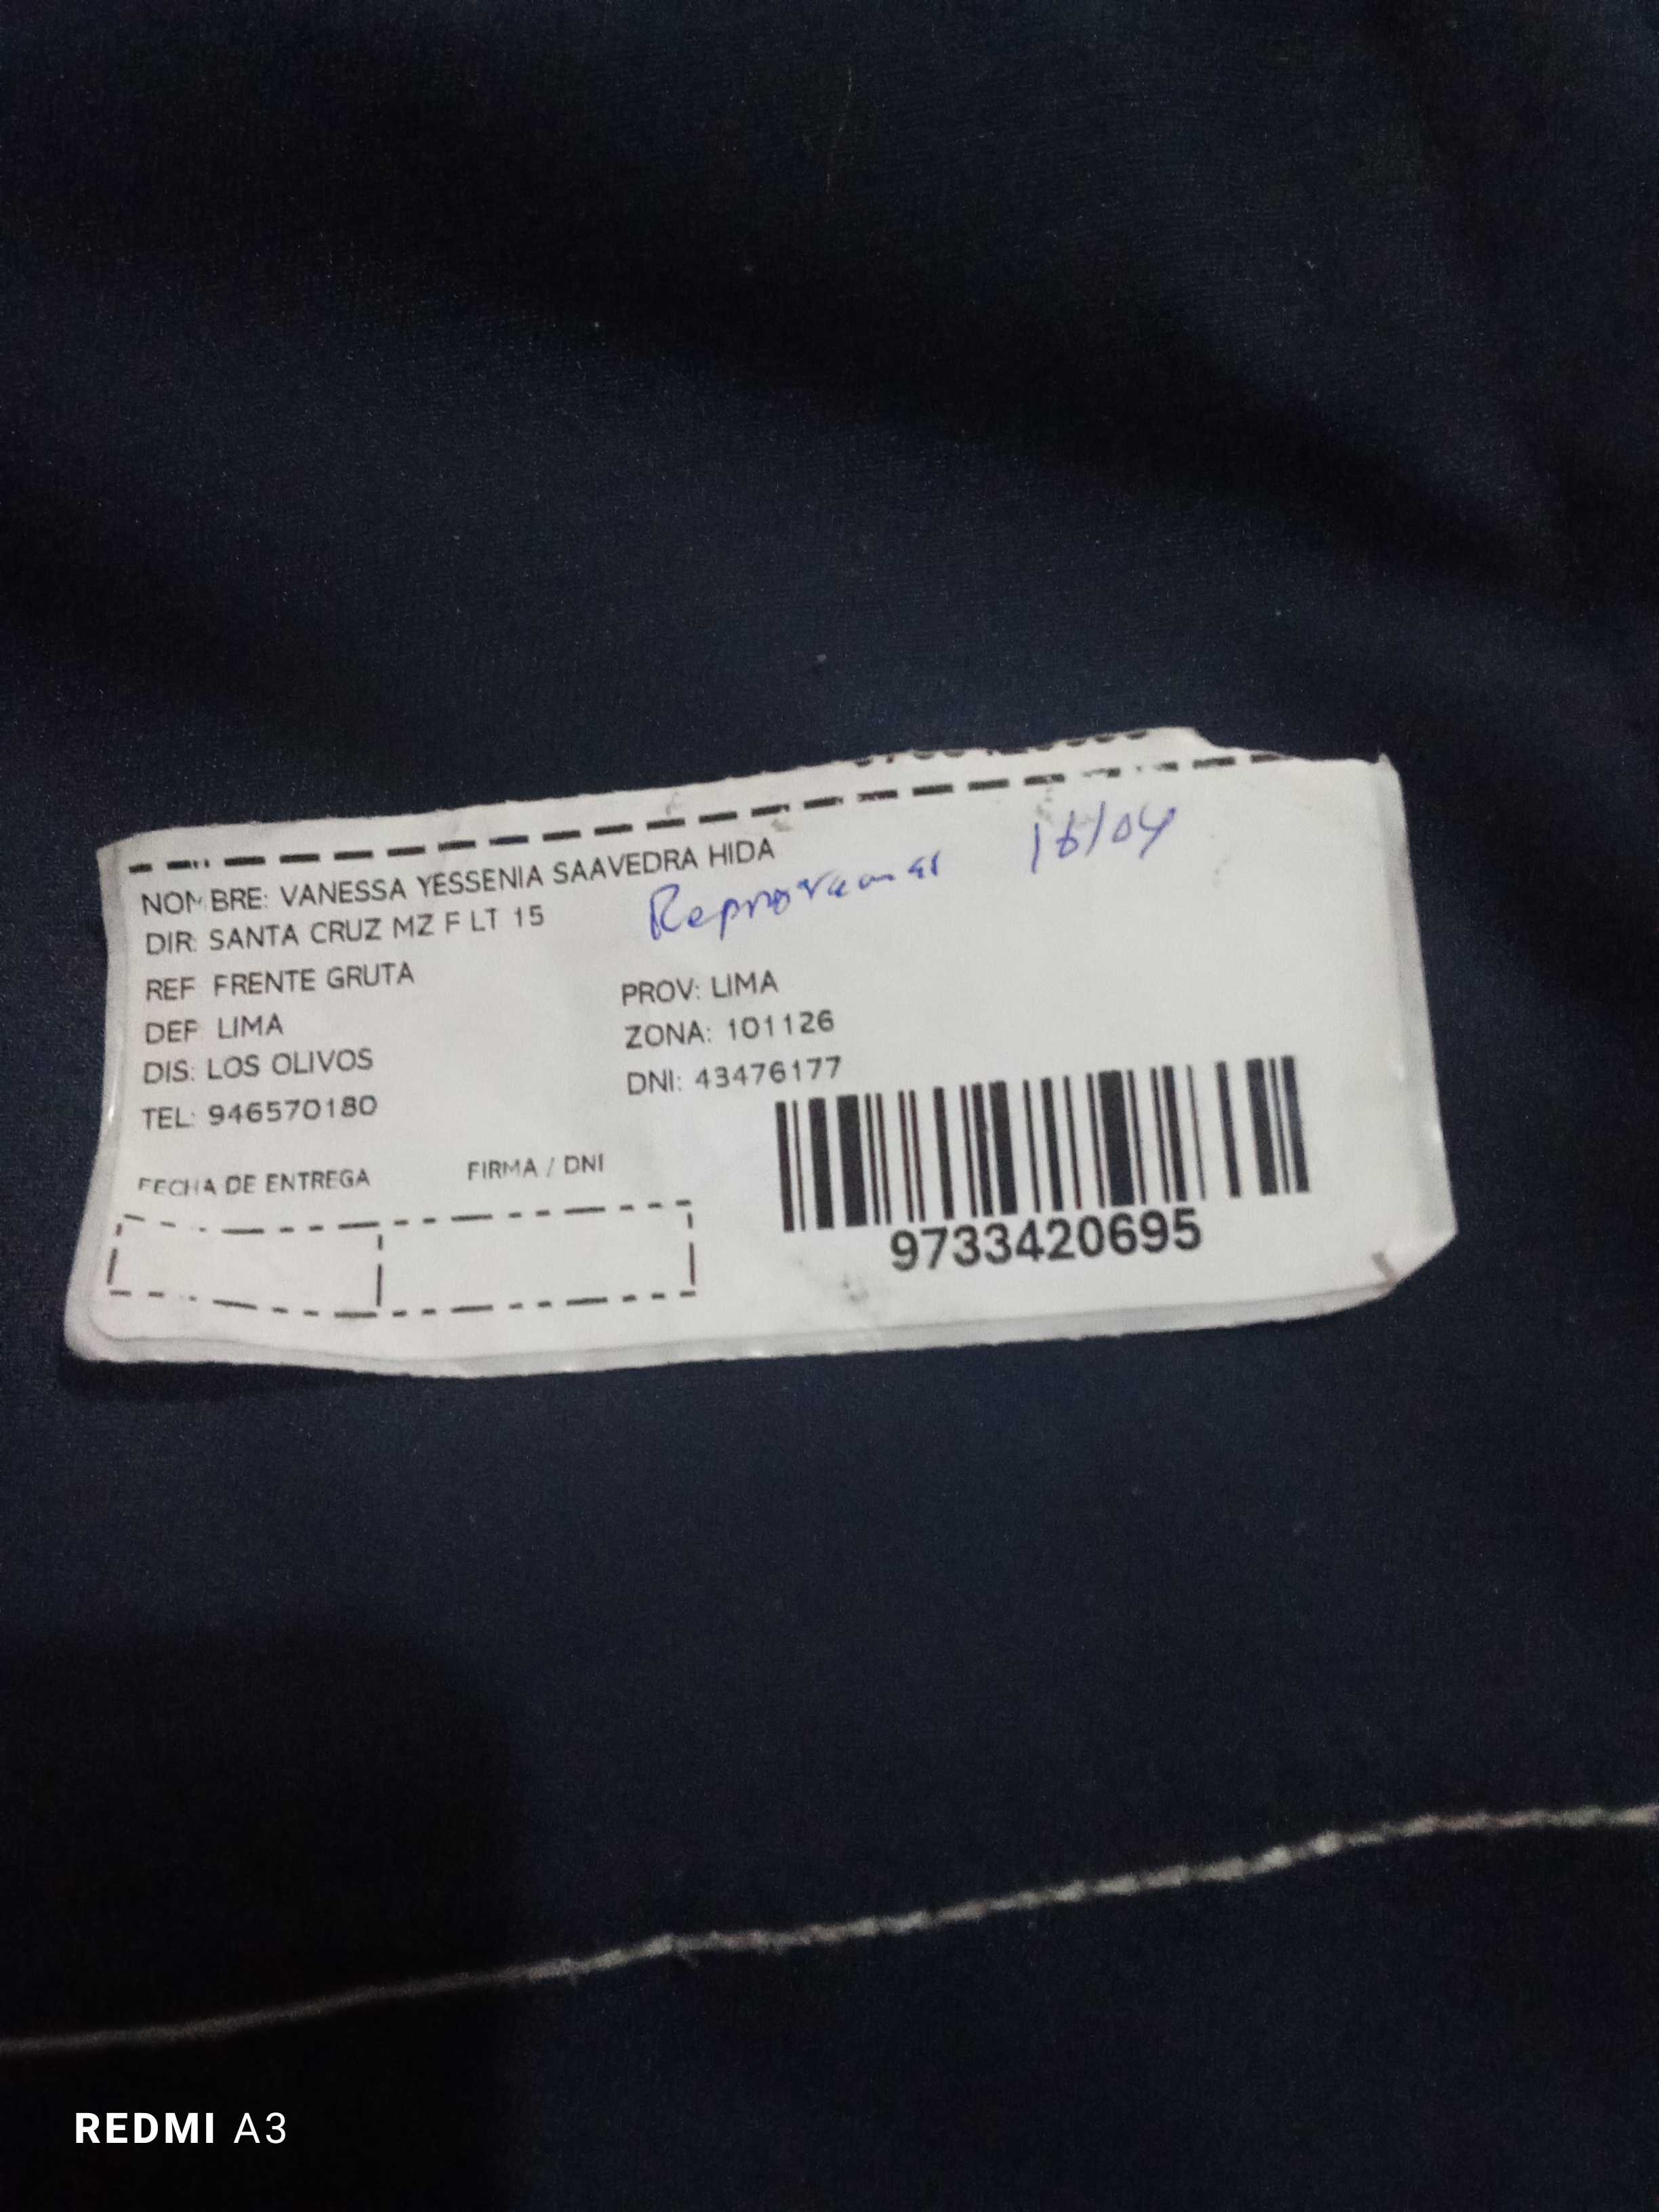 NOMBRE: VANESSA YESSENIA SAAVEDRA HIDA
Reprogramar 16/04
DIR: SANTA CRUZ MZ F LT 15
REF FRENTE GRUTA
DEP LIMA
PROV: LIMA
DIS: LOS OLIVOS
ZONA: 101126
TEL: 946570180
DNI: 43476177
FECHA DE ENTREGA
FIRMA / DNI
9733420695
REDMI A3